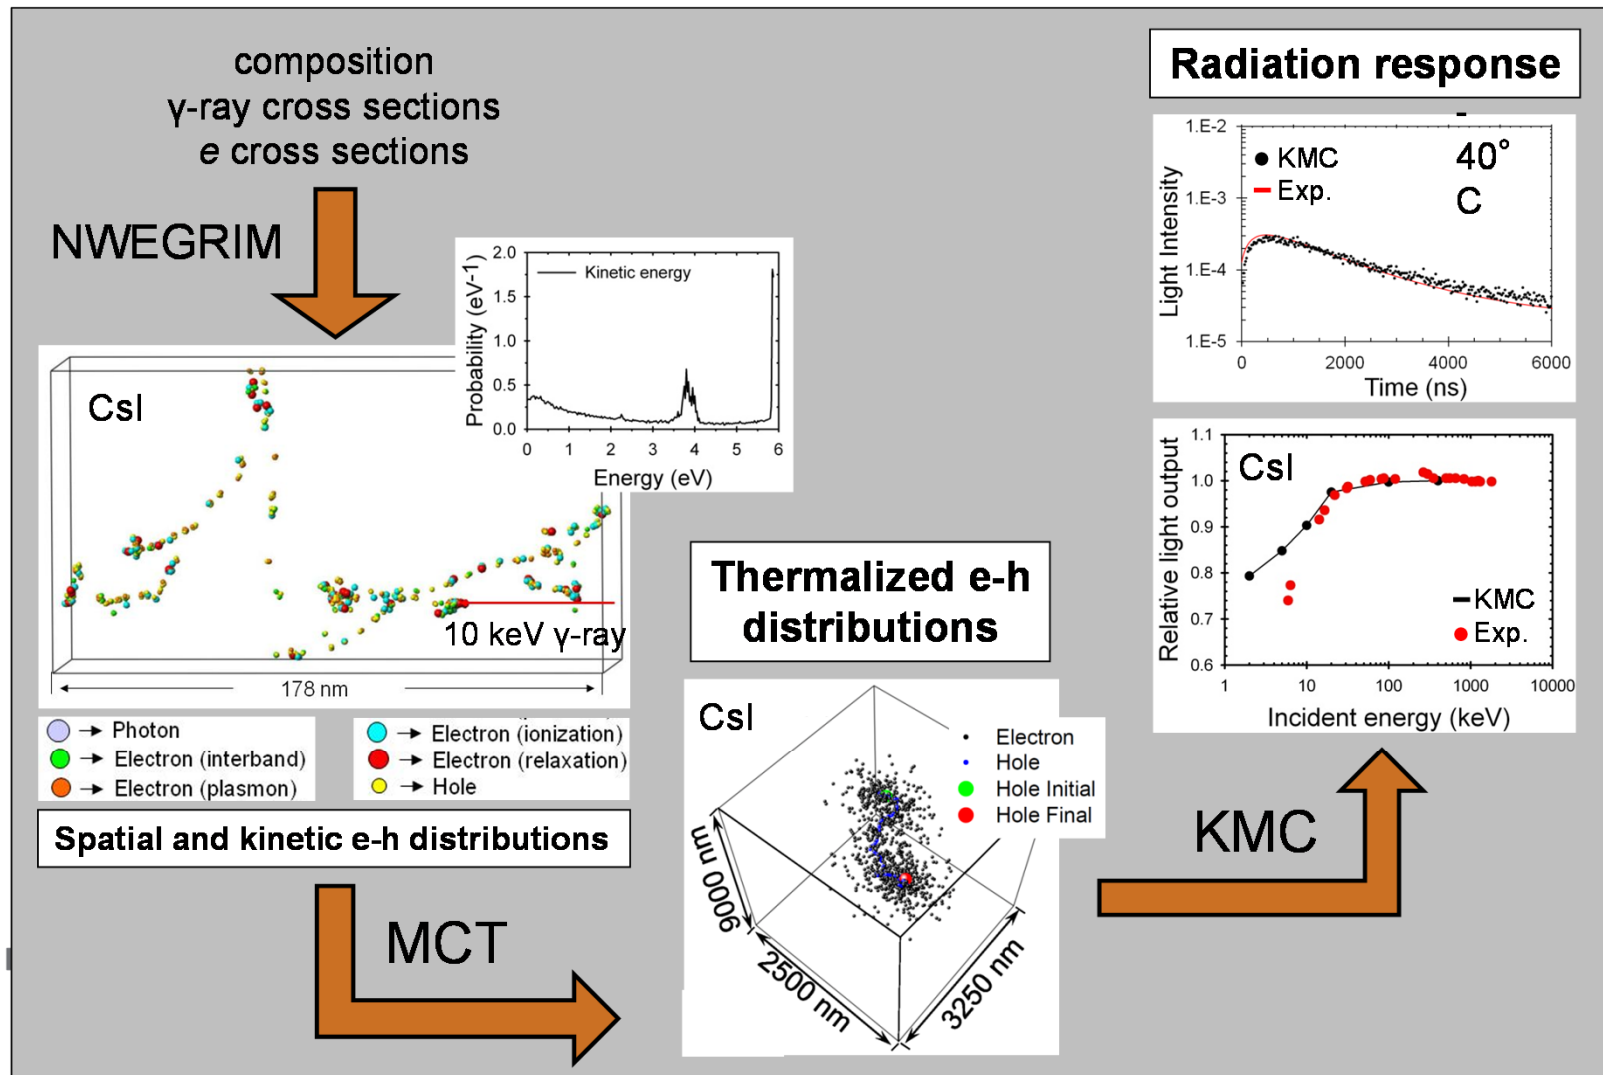 composition
γ-ray cross sections
e cross sections
NWEGRIM
2.0
1.5
1.0
0.5
0.0
Probability (eV-1)
Kinetic energy
0 1 2 3 4 5 6
Energy (eV)
CsI
10 keV γ-ray
178 nm
Photon
Electron (interband)
Electron (plasmon)
Electron (ionization)
Electron (relaxation)
Hole
Spatial and kinetic e-h distributions
MCT
Thermalized e-h
distributions
CsI
Electron
Hole
Hole Initial
Hole Final
9000 nm
2500 nm
3250 nm
KMC
Radiation response
1.E-2
1.E-3
1.E-4
1.E-5
Light Intensity
KMC
Exp.
-
40°
C
0 2000 4000 6000
Time (ns)
1.1
1.0
0.9
0.8
0.7
0.6
Relative light output
CsI
KMC
Exp.
1 10 100 1000 10000
Incident energy (keV)